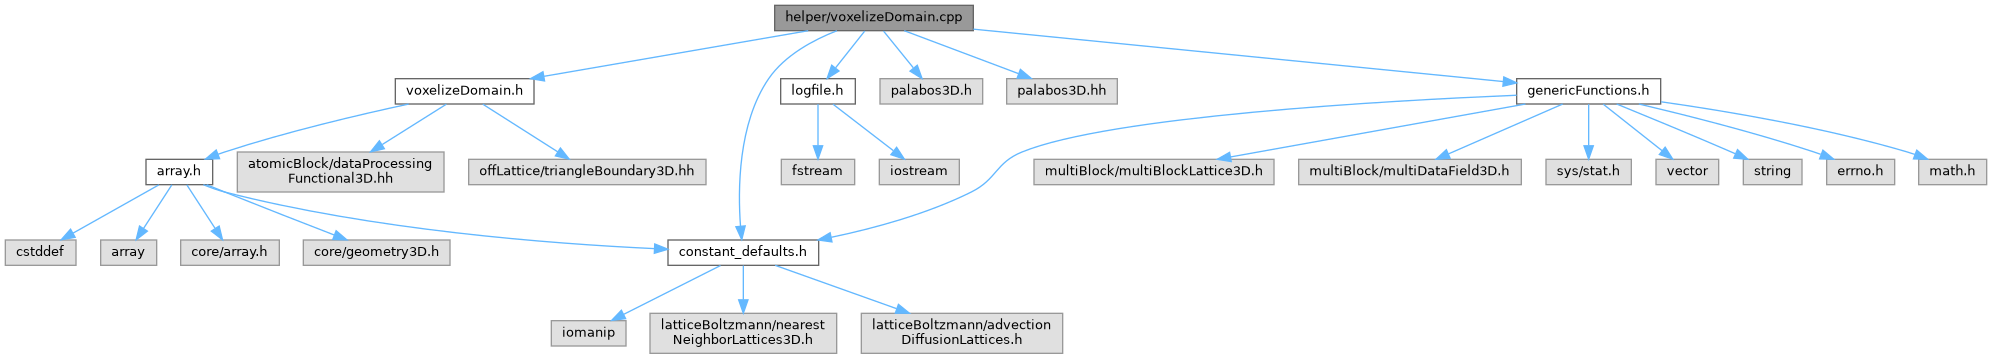 helper/voxelizeDomain.cpp
voxelizeDomain.h
logfile.h
palabos3D.h
palabos3D.hh
genericFunctions.h
array.h
atomicBlock/dataProcessing
Functional3D.hh
offLattice/triangleBoundary3D.hh
fstream
iostream
multiBlock/multiBlockLattice3D.h
multiBlock/multiDataField3D.h
sys/stat.h
vector
string
errno.h
math.h
cstddef
array
core/array.h
core/geometry3D.h
constant_defaults.h
iomanip
latticeBoltzmann/nearest
NeighborLattices3D.h
latticeBoltzmann/advection
DiffusionLattices.h